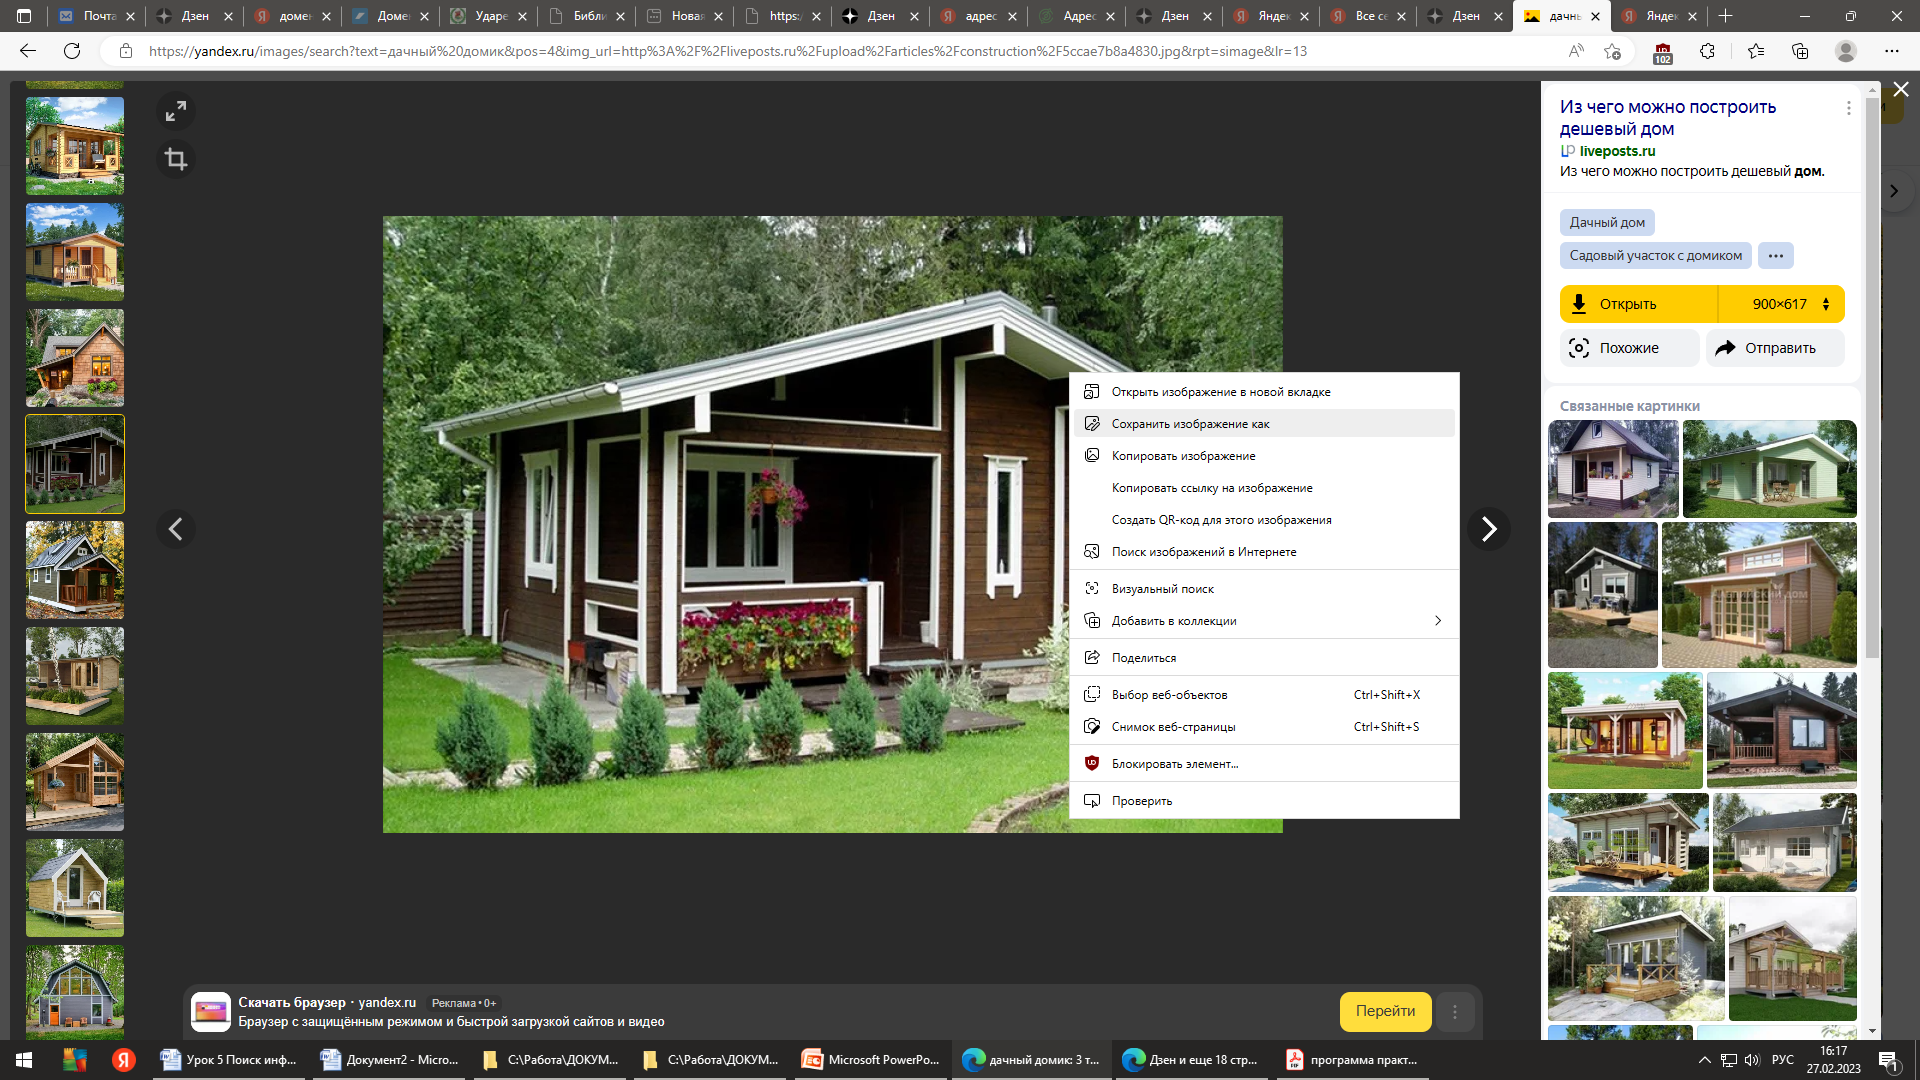 Почта
Дзен
домен
Домен
Ударе
Библи
Новая
https:/
Дзен
адрес
Адрес
Дзен
Яндек
Все се
Дзен
дачны
Яндек
https://yandex.ru/images/search?text=дачный%20домик&pos=4&img_url=http%3A%2F%2Fliveposts.ru%2Fupload%2Farticles%2Fconstruction%2F5ccae7b8a4830.jpg&rpt=simage&lr=13
102
Из чего можно построить
дешевый дом
liveposts.ru
Из чего можно построить дешевый дом.
Дачный дом
Садовый участок с домиком
Открыть 900×617
Похожие Отправить
Связанные картинки
Открыть изображение в новой вкладке
Сохранить изображение как
Копировать изображение
Копировать ссылку на изображение
Создать QR-код для этого изображения
Поиск изображений в Интернете
Визуальный поиск
Добавить в коллекции
Поделиться
Выбор веб-объектов Ctrl+Shift+X
Снимок веб-страницы Ctrl+Shift+S
Блокировать элемент...
Проверить
Скачать браузер · yandex.ru Реклама • 0+
Браузер с защищённым режимом и быстрой загрузкой сайтов и видео
Перейти
Урок 5 Поиск инф...
Документ2 - Micro...
C:\Работа\ДОКУМ...
C:\Работа\ДОКУМ...
Microsoft PowerPo...
дачный домик: 3 т...
Дзен и еще 18 стр...
программа практ...
РУС
16:17
27.02.2023
1